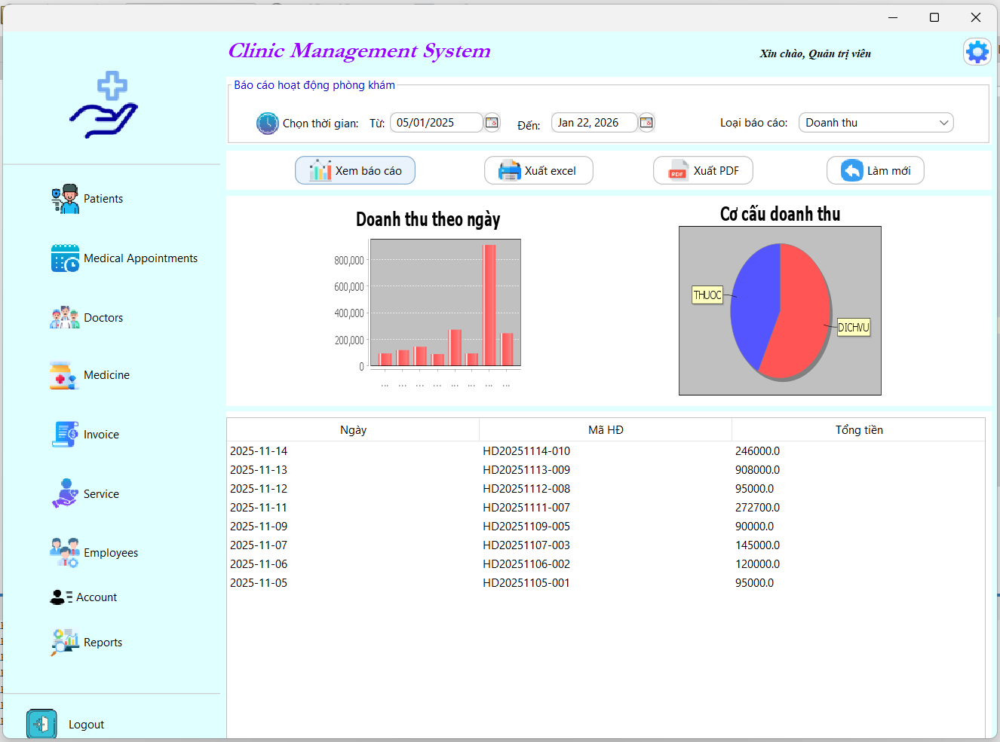 Clinic Management System
Xin chào, Quản trị viên
Báo cáo hoạt động phòng khám
Chọn thời gian: Từ: 05/01/2025 Đến: Jan 22, 2026 Loại báo cáo: Doanh thu
Xem báo cáo Xuất excel PDF Xuất PDF Làm mới
Patients
Medical Appointments
Doctors
Medicine
Invoice
Service
Employees
Account
Reports
Logout
Doanh thu theo ngày
800,000
600,000
400,000
200,000
0
... ... ... ... ... ... ... ...
Cơ cấu doanh thu
THUOC
DICHVU
Ngày Mã HĐ Tổng tiền
2025-11-14 HD20251114-010 246000.0
2025-11-13 HD20251113-009 908000.0
2025-11-12 HD20251112-008 95000.0
2025-11-11 HD20251111-007 272700.0
2025-11-09 HD20251109-005 90000.0
2025-11-07 HD20251107-003 145000.0
2025-11-06 HD20251106-002 120000.0
2025-11-05 HD20251105-001 95000.0